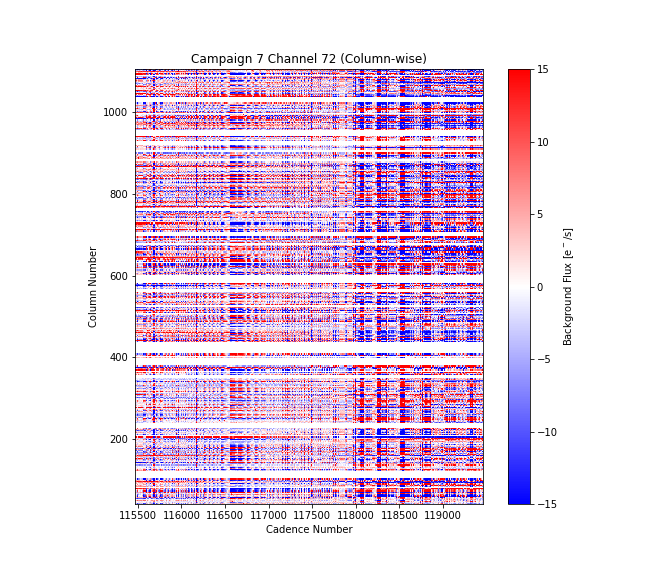 Campaign 7 Channel 72 (Column-wise)
Column Number
1000
800
600
400
200
115500 116000 116500 117000 117500 118000 118500 119000
Cadence Number
15
10
5
0
−5
−10
−15
Background Flux [e⁻/s]